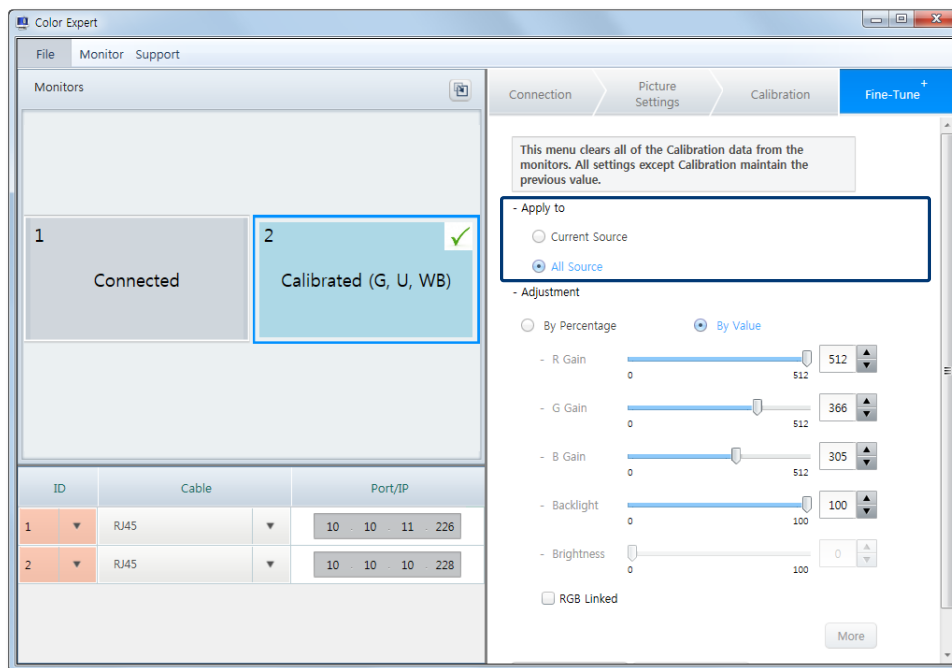 Color Expert
File Monitor Support
Monitors
1
Connected
2
Calibrated (G, U, WB)
ID Cable Port/IP
1 RJ45 10 . 10 . 11 . 226
2 RJ45 10 . 10 . 10 . 228
Connection
Picture
Settings
Calibration
Fine-Tune+
This menu clears all of the Calibration data from the
monitors. All settings except Calibration maintain the
previous value.
- Apply to
Current Source
All Source
- Adjustment
By Percentage By Value
- R Gain 512
0 512
- G Gain 366
0 512
- B Gain 305
0 512
- Backlight 100
0 100
- Brightness 0
0 100
RGB Linked
More